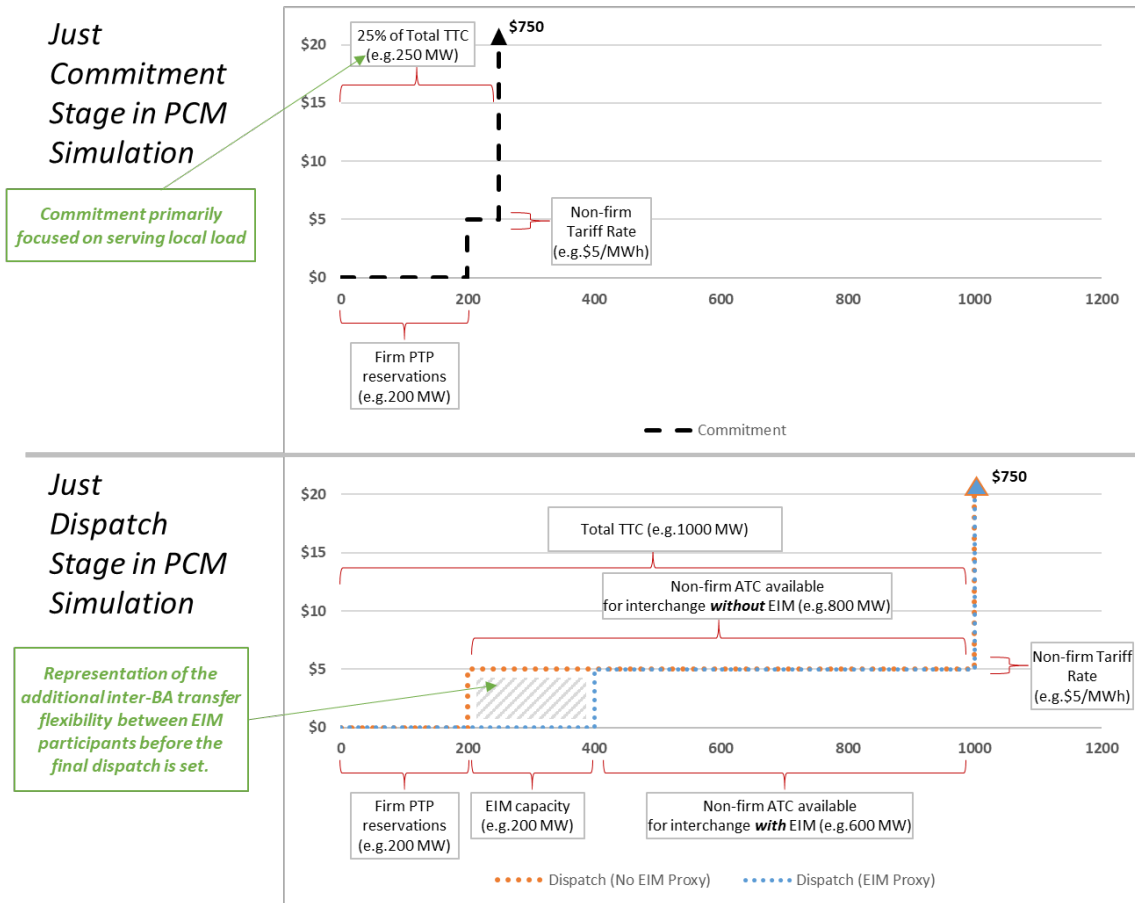 Just
Commitment
Stage in PCM
Simulation
Commitment primarily
focused on serving local load
$750
25% of Total TTC
(e.g.250 MW)
$20
$15
$10
$5
$0
Non-firm
Tariff Rate
(e.g.$5/MWh)
0 200 400 600 800 1000 1200
Firm PTP
reservations
(e.g.200 MW)
Commitment
Just
Dispatch
Stage in PCM
Simulation
Representation of the
additional inter-BA transfer
flexibility between EIM
participants before the
final dispatch is set.
$750
$20
$15
$10
$5
$0
Total TTC (e.g.1000 MW)
Non-firm ATC available
for interchange without EIM (e.g.800 MW)
Non-firm Tariff
Rate
(e.g.$5/MWh)
0 200 400 600 800 1000 1200
Firm PTP
reservations
(e.g.200 MW)
EIM capacity
(e.g.200 MW)
Non-firm ATC available
for interchange with EIM (e.g.600 MW)
Dispatch (No EIM Proxy) Dispatch (EIM Proxy)